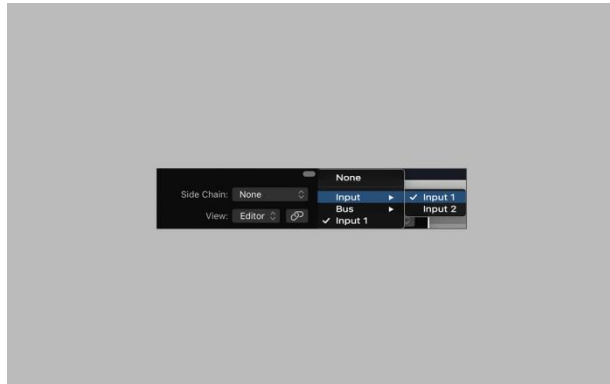 None
Side Chain: None
Input Input 1
Bus Input 2
View: Editor
Input 1